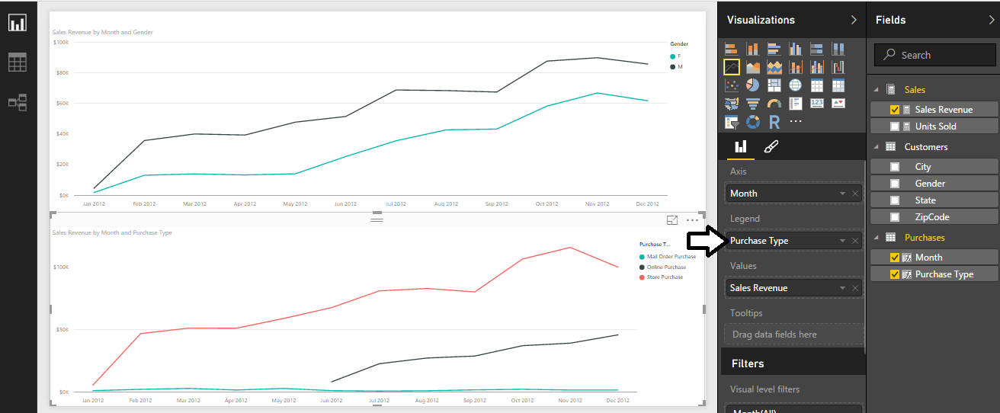 Sales Revenue by Month and Gender
$100K
$80K
$60K
$40K
$20K
$0K
Jan 2012 Feb 2012 Mar 2012 Apr 2012 May 2012 Jun 2012 Jul 2012 Aug 2012 Sep 2012 Oct 2012 Nov 2012 Dec 2012
Gender
F
M
Sales Revenue by Month and Purchase Type
$100K
$50K
$0K
Jan 2012 Feb 2012 Mar 2012 Apr 2012 May 2012 Jun 2012 Jul 2012 Aug 2012 Sep 2012 Oct 2012 Nov 2012 Dec 2012
Purchase T...
Mail Order Purchase
Online Purchase
Store Purchase
Visualizations
123
R
Axis
Month
Legend
Purchase Type
Values
Sales Revenue
Tooltips
Drag data fields here
Filters
Visual level filters
Month(All)
Fields
Search
Sales
Sales Revenue
Units Sold
Customers
City
Gender
State
ZipCode
Purchases
Month
Purchase Type